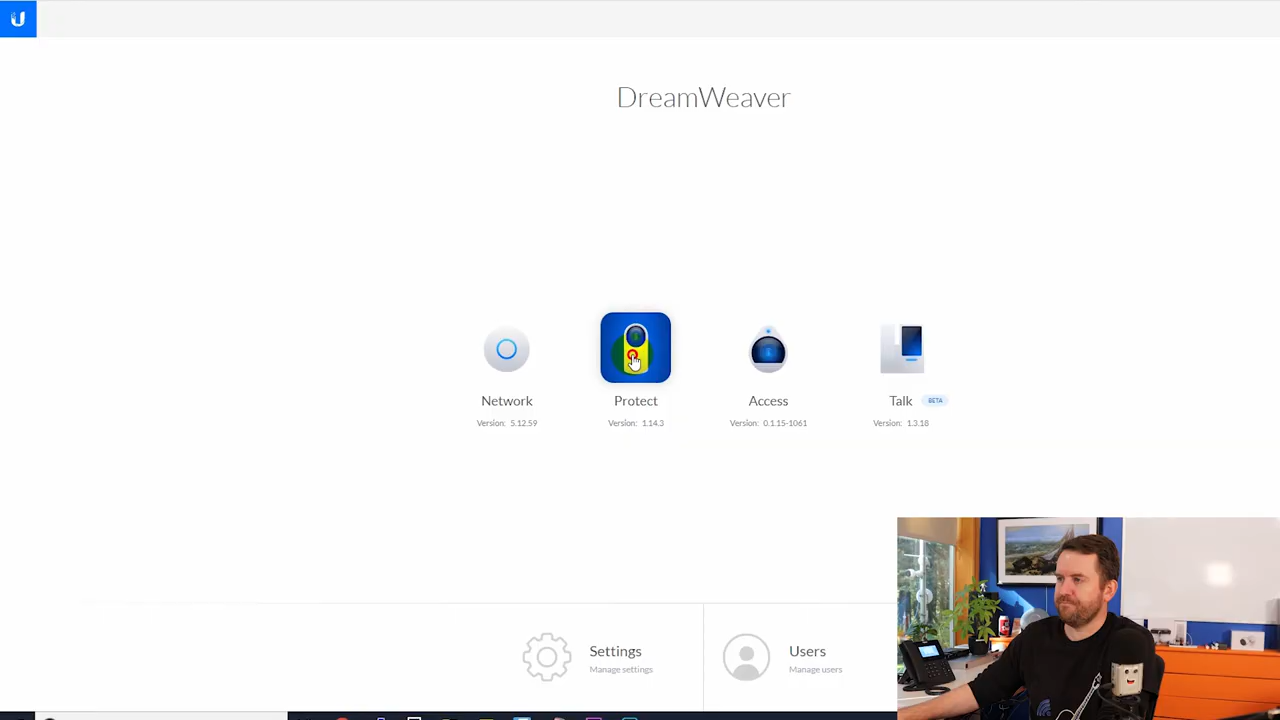 DreamWeaver
Network
Version: 5.12.59
Protect
Version: 1.14.3
Access
Version: 0.1.15-1061
Talk BETA
Version: 1.3.18
Settings
Manage settings
Users
Manage users